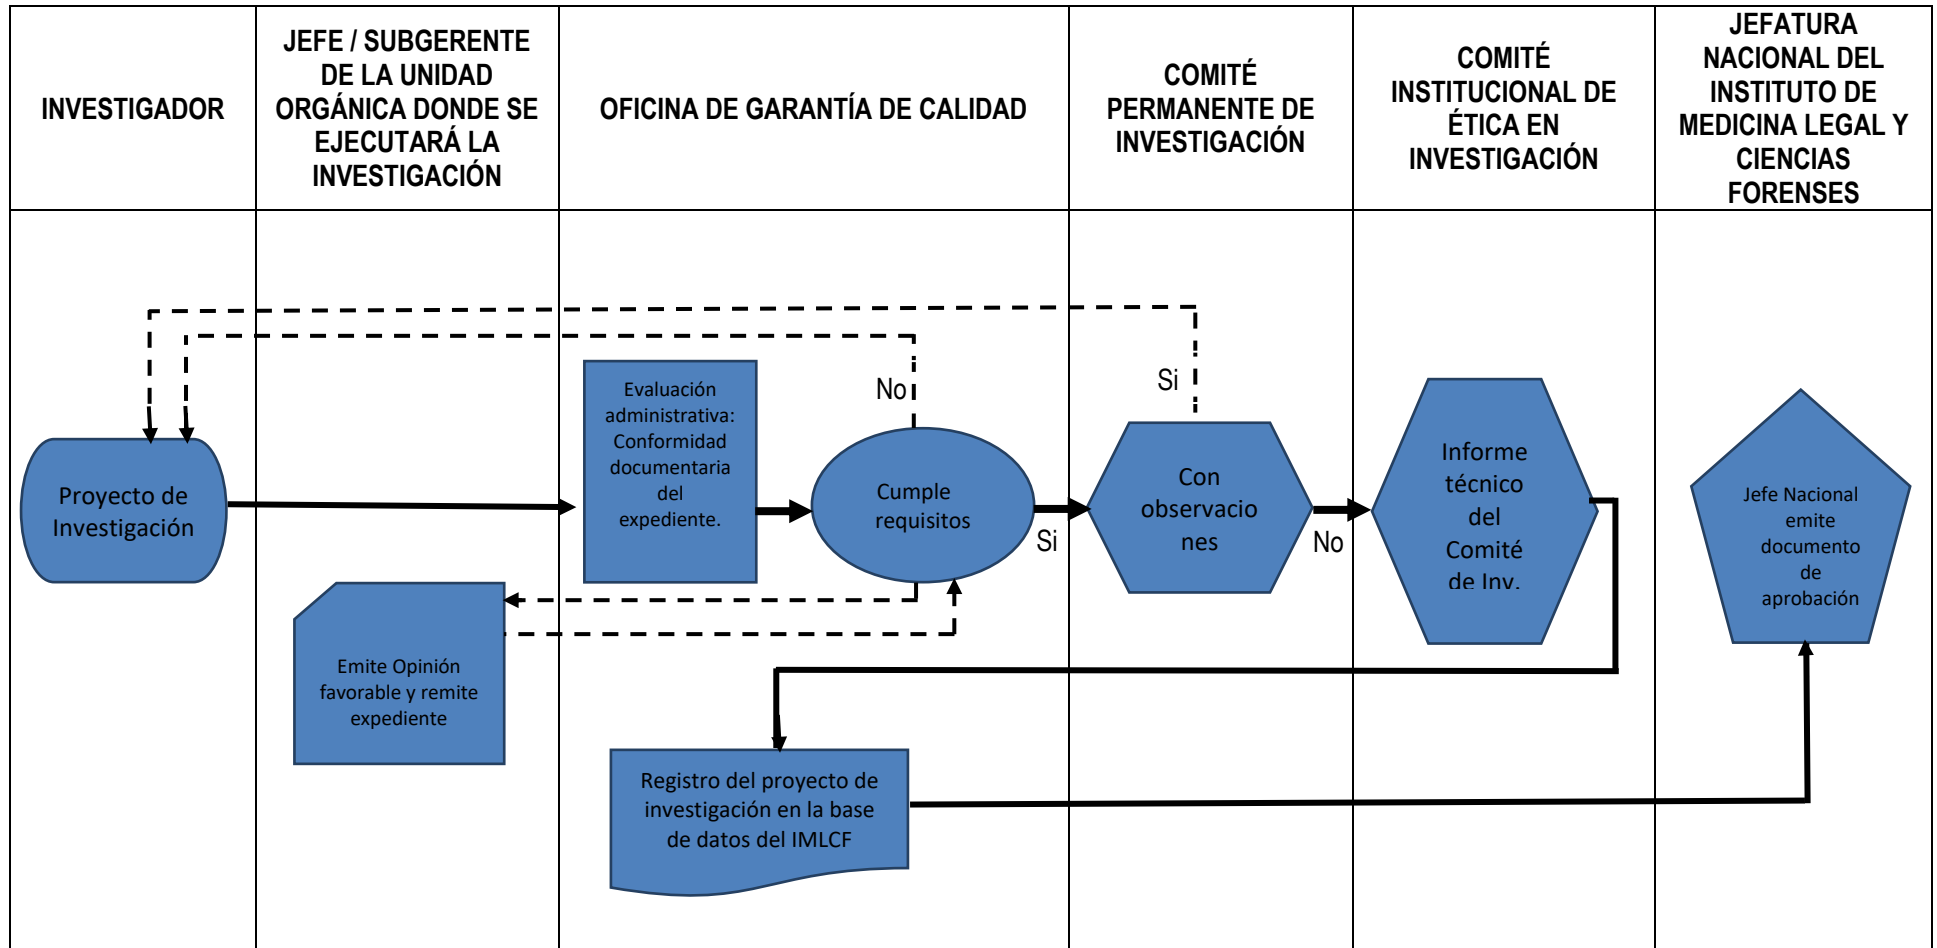 INVESTIGADOR
JEFE / SUBGERENTE
DE LA UNIDAD
ORGÁNICA DONDE SE
EJECUTARÁ LA
INVESTIGACIÓN
OFICINA DE GARANTÍA DE CALIDAD
COMITÉ
PERMANENTE DE
INVESTIGACIÓN
COMITÉ
INSTITUCIONAL DE
ÉTICA EN
INVESTIGACIÓN
JEFATURA
NACIONAL DEL
INSTITUTO DE
MEDICINA LEGAL Y
CIENCIAS
FORENSES
Proyecto de
Investigación
Evaluación
administrativa:
Conformidad
documentaria
del
expediente.
No
Cumple
requisitos
Si
Si
Con
observacio
nes
No
Informe
técnico
del
Comité
de Inv.
Jefe Nacional
emite
documento
de
aprobación
Emite Opinión
favorable y remite
expediente
Registro del proyecto de
investigación en la base
de datos del IMLCF